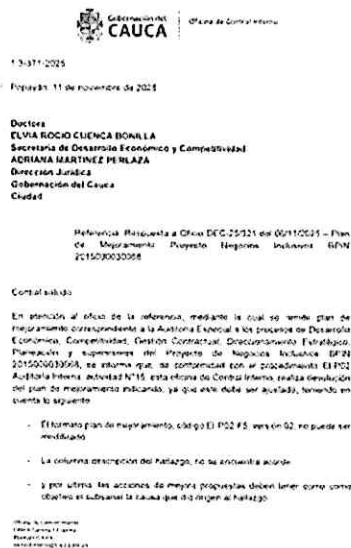 Gobernación del
CAUCA
Oficina de Control Interno
1.3-371-2025
Popayán, 11 de noviembre de 2025
Doctora
ELVIA ROCIO CUENCA BONILLA
Secretaria de Desarrollo Económico y Competitividad
ADRIANA MARTINEZ PERLAZA
Dirección Jurídica
Gobernación del Cauca
Ciudad
Referencia: Respuesta a Oficio DEC-25/321 del 06/11/2025 – Plan
de Mejoramiento Proyecto Negocios Inclusivos BPIN
2015000030068
Cordial saludo
En atención al oficio de la referencia, mediante la cual se remite plan de
mejoramiento correspondiente a la Auditoria Especial a los procesos de Desarrollo
Económico, Competitividad, Gestión Contractual, Direccionamiento Estratégico,
Planeación y supervisores del Proyecto de Negocios Inclusivos BPIN
2015000030068, se informa que, de conformidad con el procedimiento EI-P02
Auditoria Interna, actividad N°15, esta oficina de Control Interno, realiza devolución
del plan de mejoramiento indicando, ya que este debe ser ajustado, teniendo en
cuenta lo siguiente
- El formato plan de mejoramiento, código EI-P02-F5, versión 02, no puede ser
modificado
- La columna descripción del hallazgo, no se encuentra acorde
- y por ultimo, las acciones de mejora propuestas deben tener como como
objetivo el subsanar la causa que dio origen al hallazgo